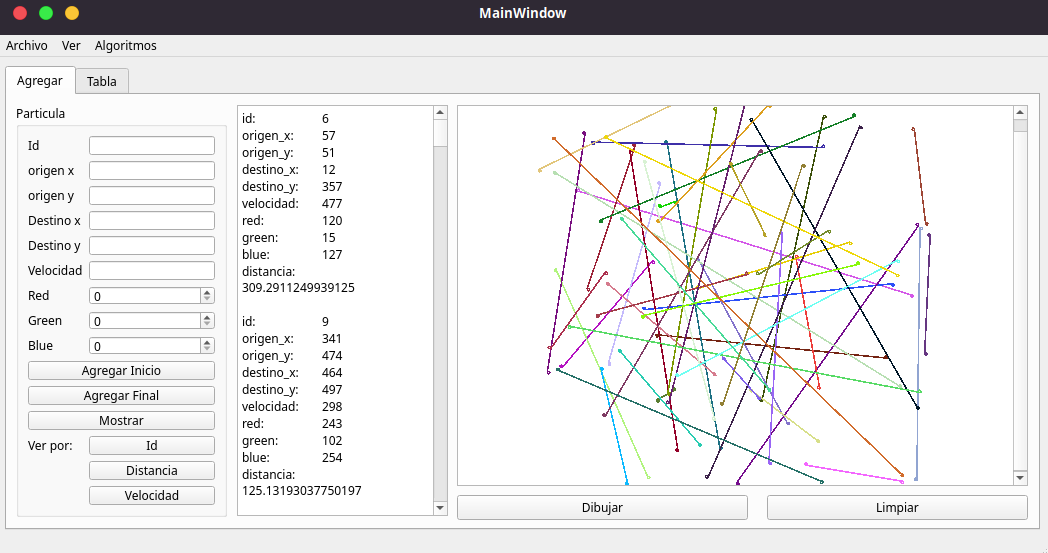 MainWindow
Archivo Ver Algoritmos
Agregar Tabla
Particula
Id
origen x
origen y
Destino x
Destino y
Velocidad
Red 0
Green 0
Blue 0
Agregar Inicio
Agregar Final
Mostrar
Ver por: Id
Distancia
Velocidad
id: 6
origen_x: 57
origen_y: 51
destino_x: 12
destino_y: 357
velocidad: 477
red: 120
green: 15
blue: 127
distancia:
309.2911249939125
id: 9
origen_x: 341
origen_y: 474
destino_x: 464
destino_y: 497
velocidad: 298
red: 243
green: 102
blue: 254
distancia:
125.13193037750197
Dibujar Limpiar